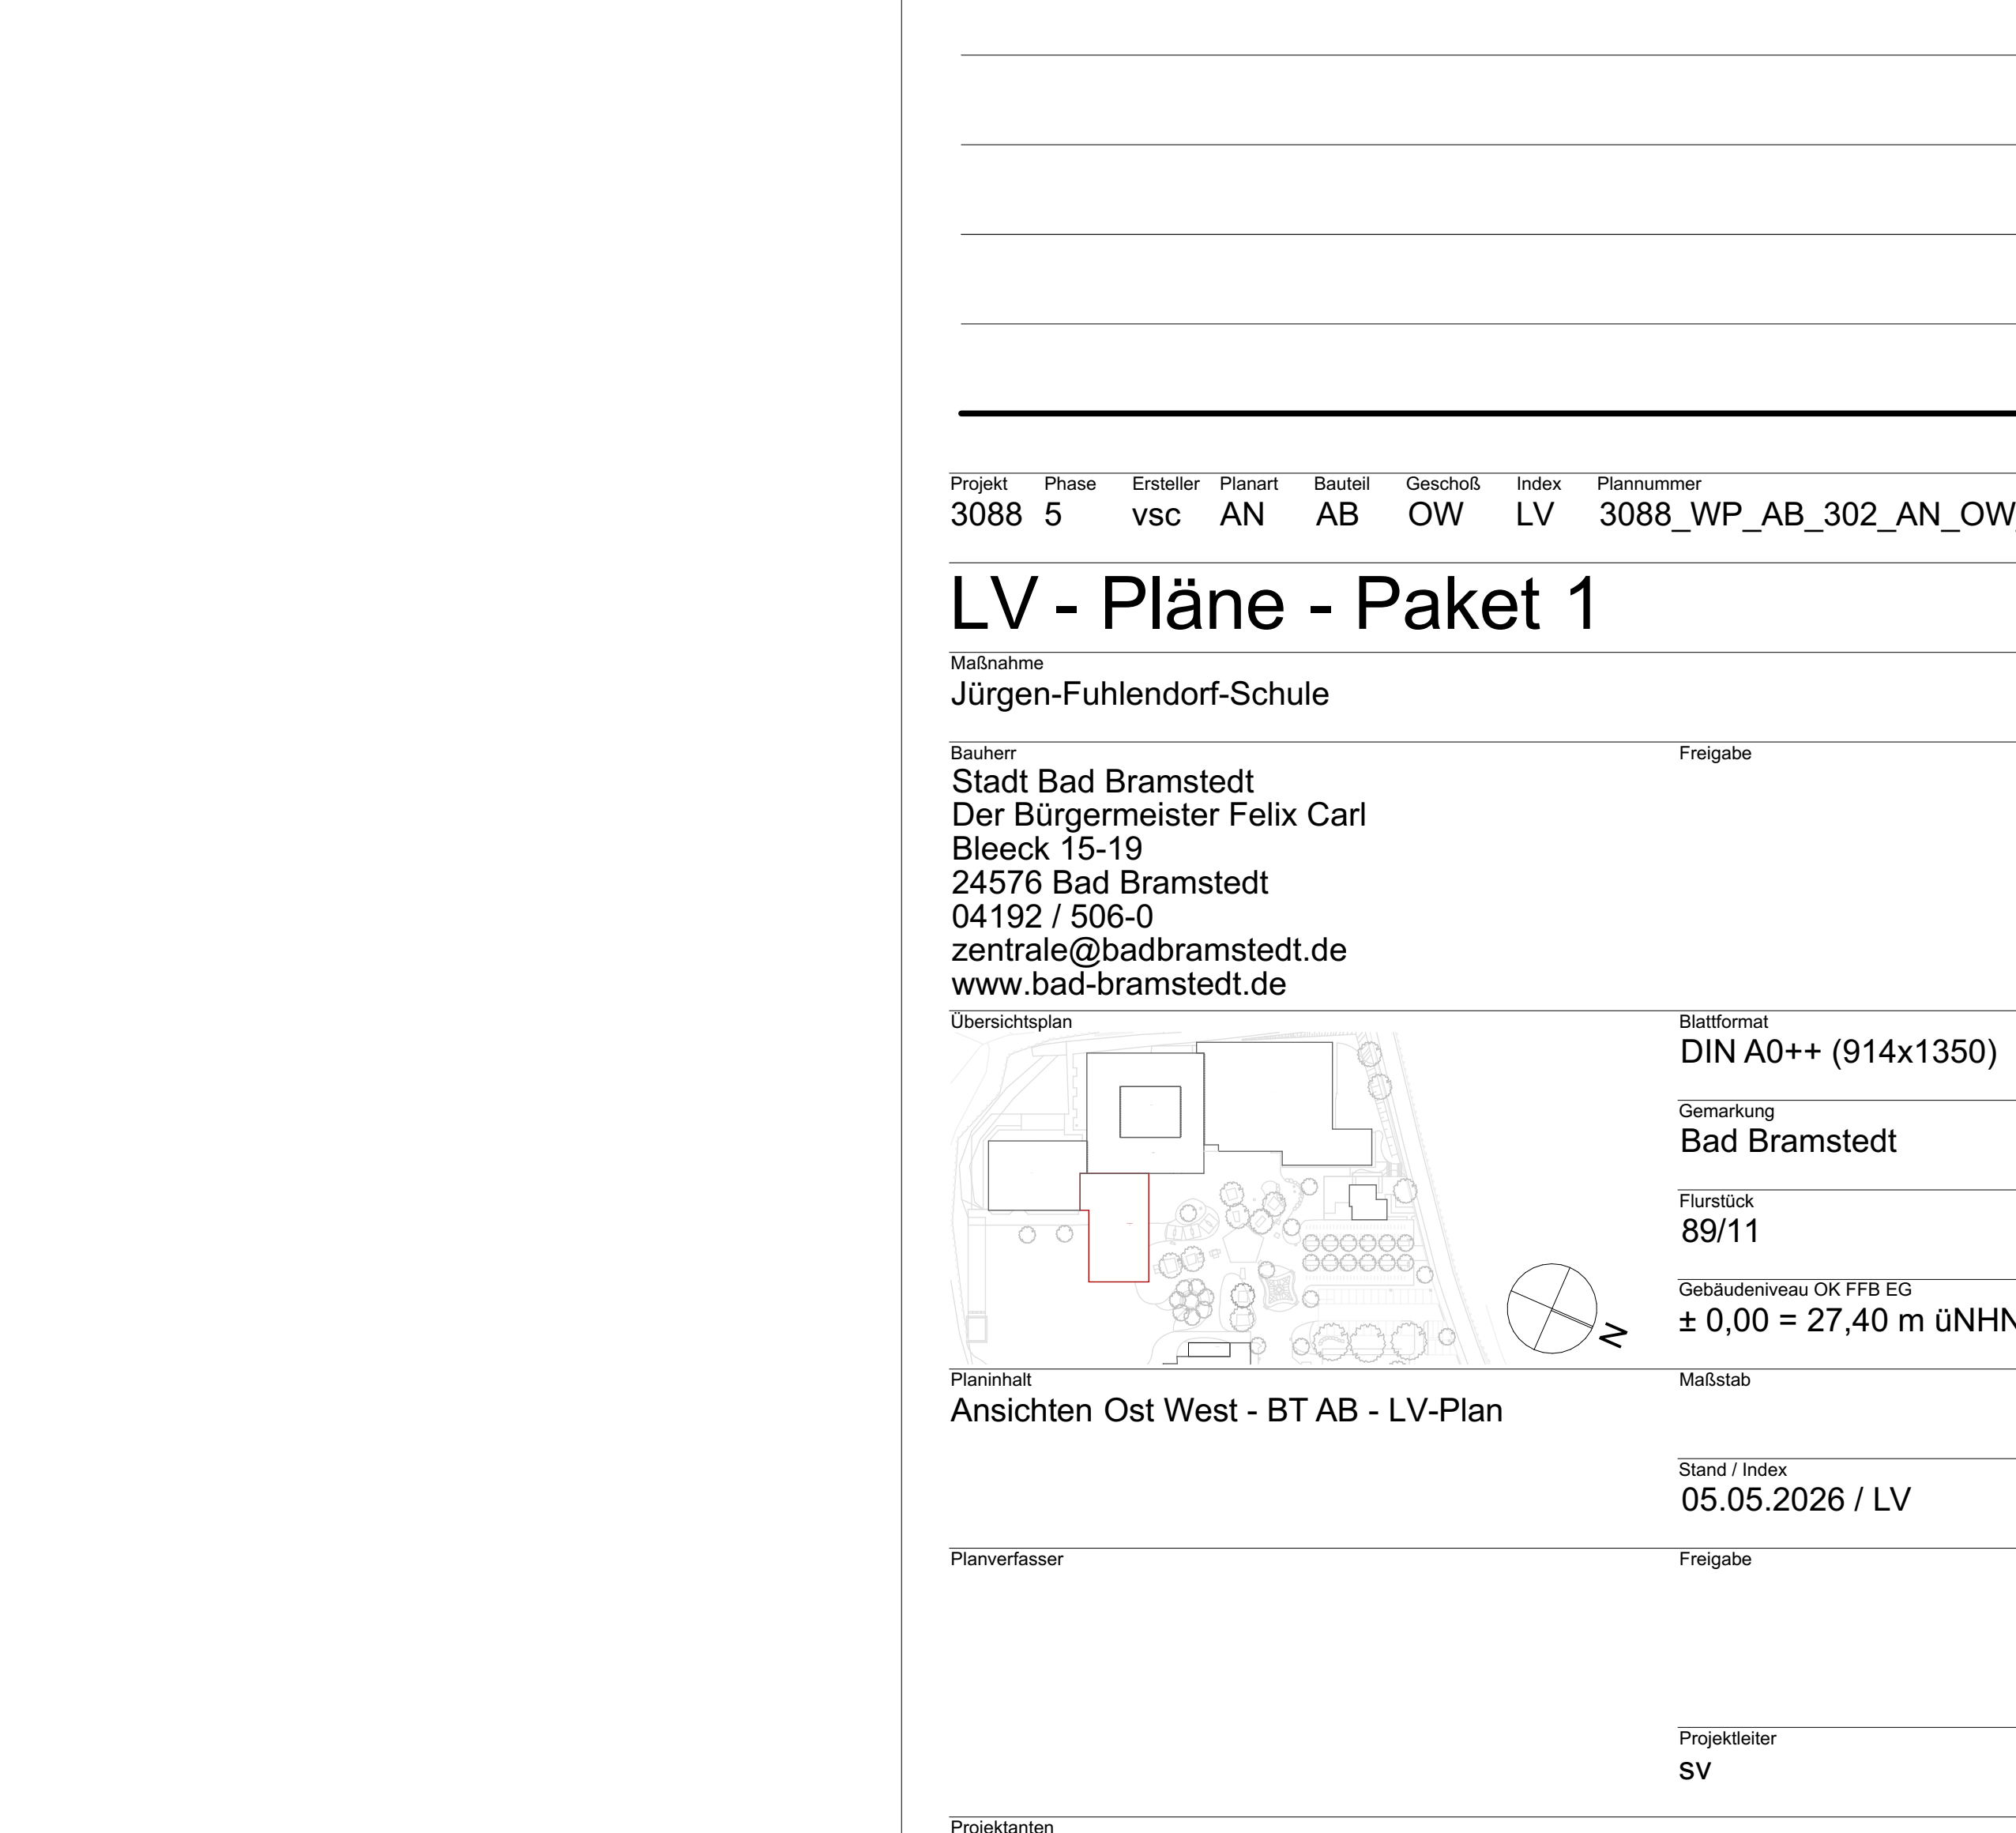 Projekt Phase Ersteller Planart Bauteil Geschoß Index Plannummer
3088 5 vsc AN AB OW LV 3088_WP_AB_302_AN_OW_
LV - Pläne - Paket 1
Maßnahme
Jürgen-Fuhlendorf-Schule
Bauherr
Stadt Bad Bramstedt
Der Bürgermeister Felix Carl
Bleeck 15-19
24576 Bad Bramstedt
04192 / 506-0
zentrale@badbramstedt.de
www.bad-bramstedt.de
Freigabe
Übersichtsplan
N
Blattformat
DIN A0++ (914x1350)
Gemarkung
Bad Bramstedt
Flurstück
89/11
Gebäudeniveau OK FFB EG
± 0,00 = 27,40 m üNHN
Planinhalt
Ansichten Ost West - BT AB - LV-Plan
Maßstab
Stand / Index
05.05.2026 / LV
Planverfasser
Freigabe
Projektleiter
sv
Projektanten